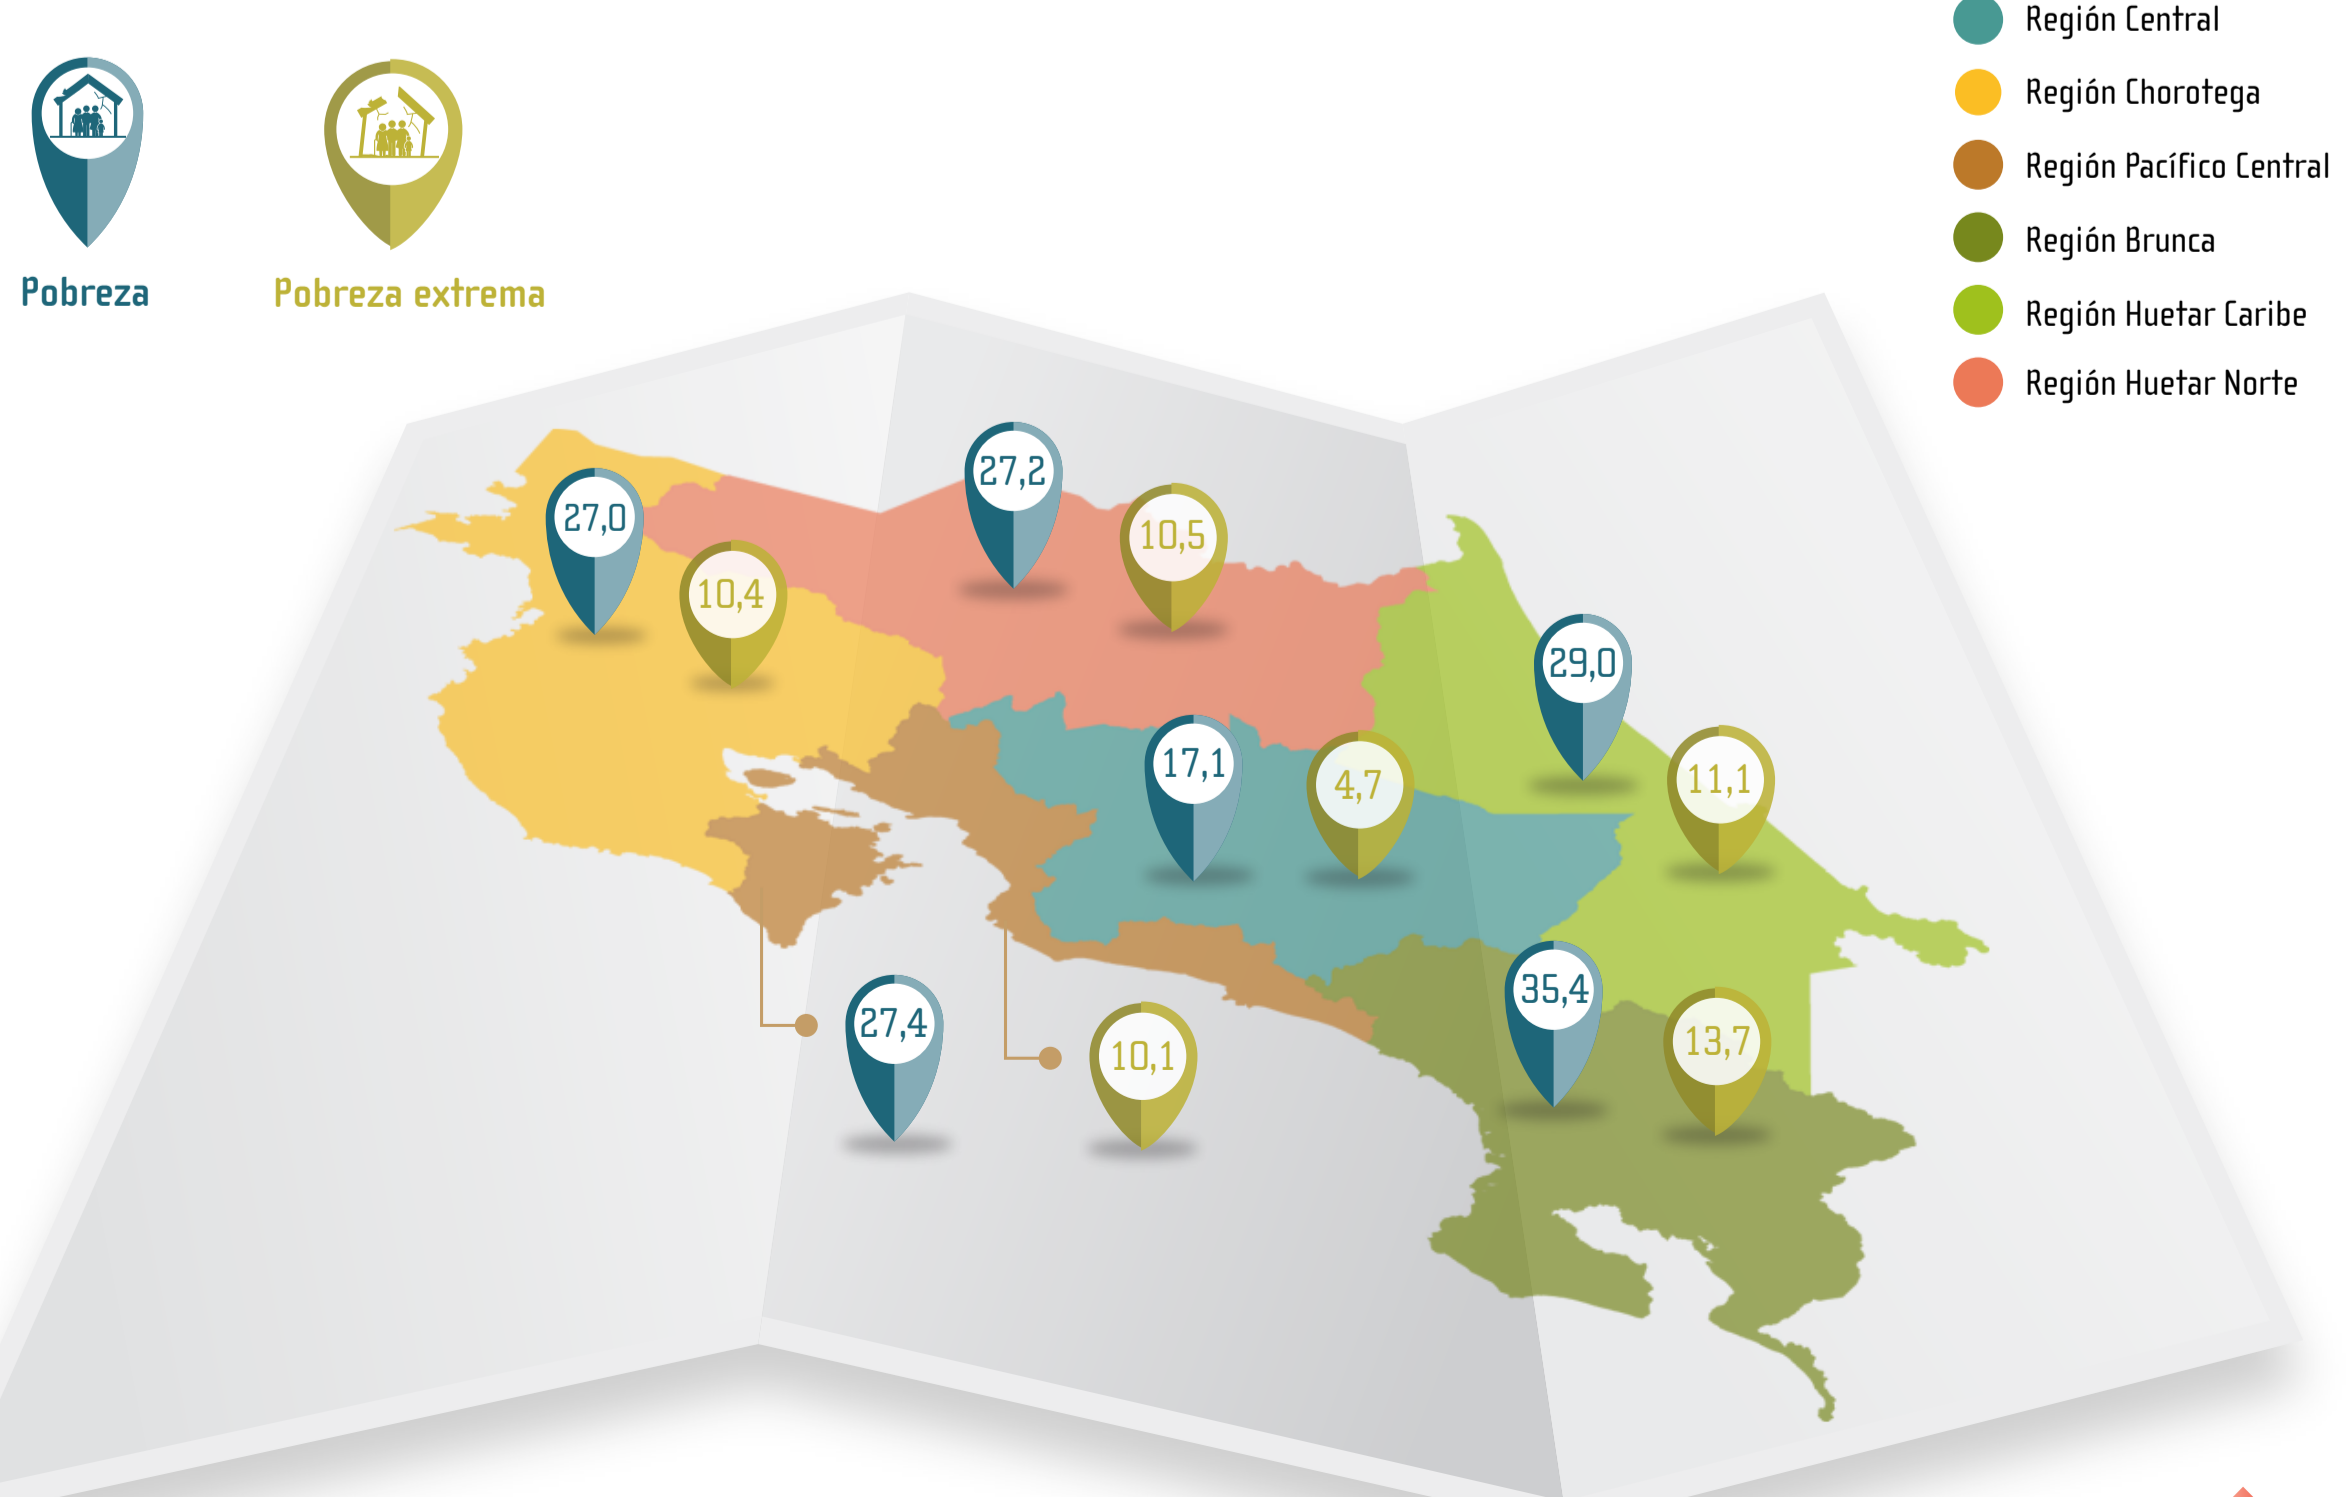 Región Central
Región Chorotega
Región Pacífico Central
Región Brunca
Región Huetar Caribe
Región Huetar Norte
Pobreza
Pobreza extrema
27,0
10,4
27,2
10,5
29,0
11,1
17,1
4,7
35,4
13,7
27,4
10,1